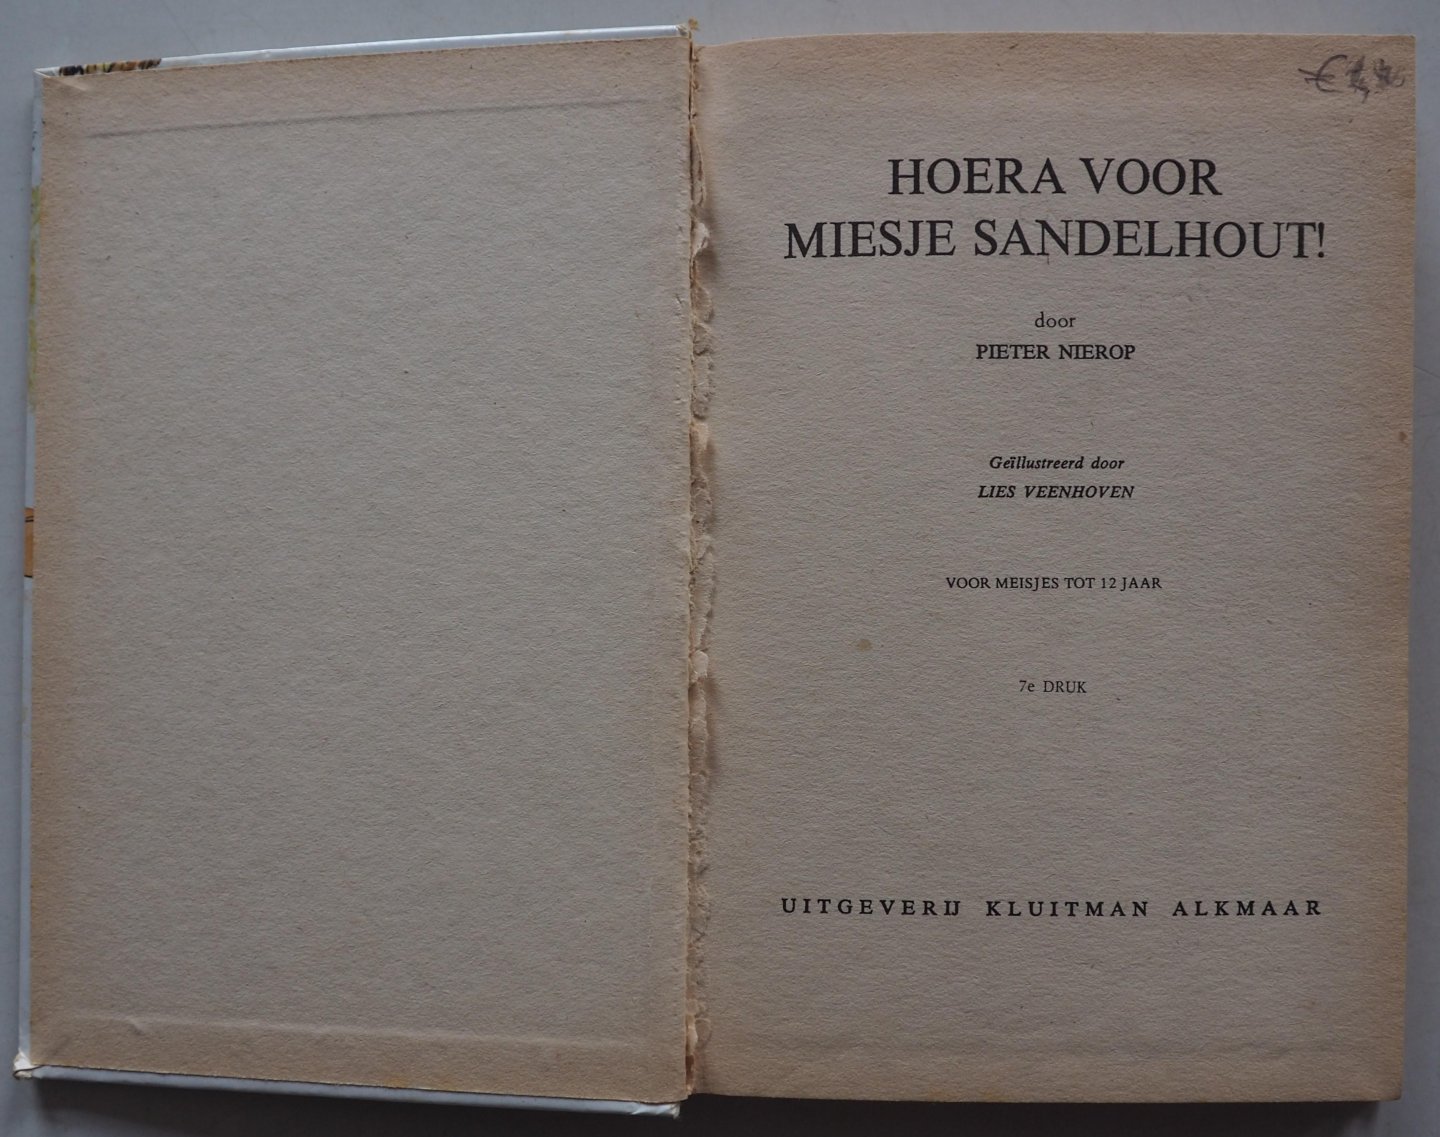 HOERA VOOR
MIESJE SANDELHOUT!
door
PIETER NIEROP
Geïllustreerd door
LIES VEENHOVEN
VOOR MEISJES TOT 12 JAAR
7e DRUK
UITGEVERIJ KLUITMAN ALKMAAR